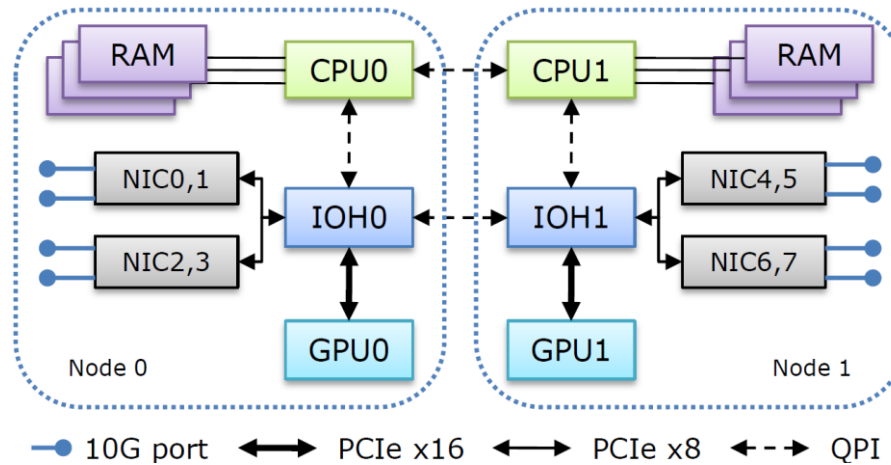 RAM
CPU0
CPU1
RAM
NIC0,1
NIC4,5
IOH0
IOH1
NIC2,3
NIC6,7
GPU0
GPU1
Node 0
Node 1
10G port
PCIe x16
PCIe x8
QPI